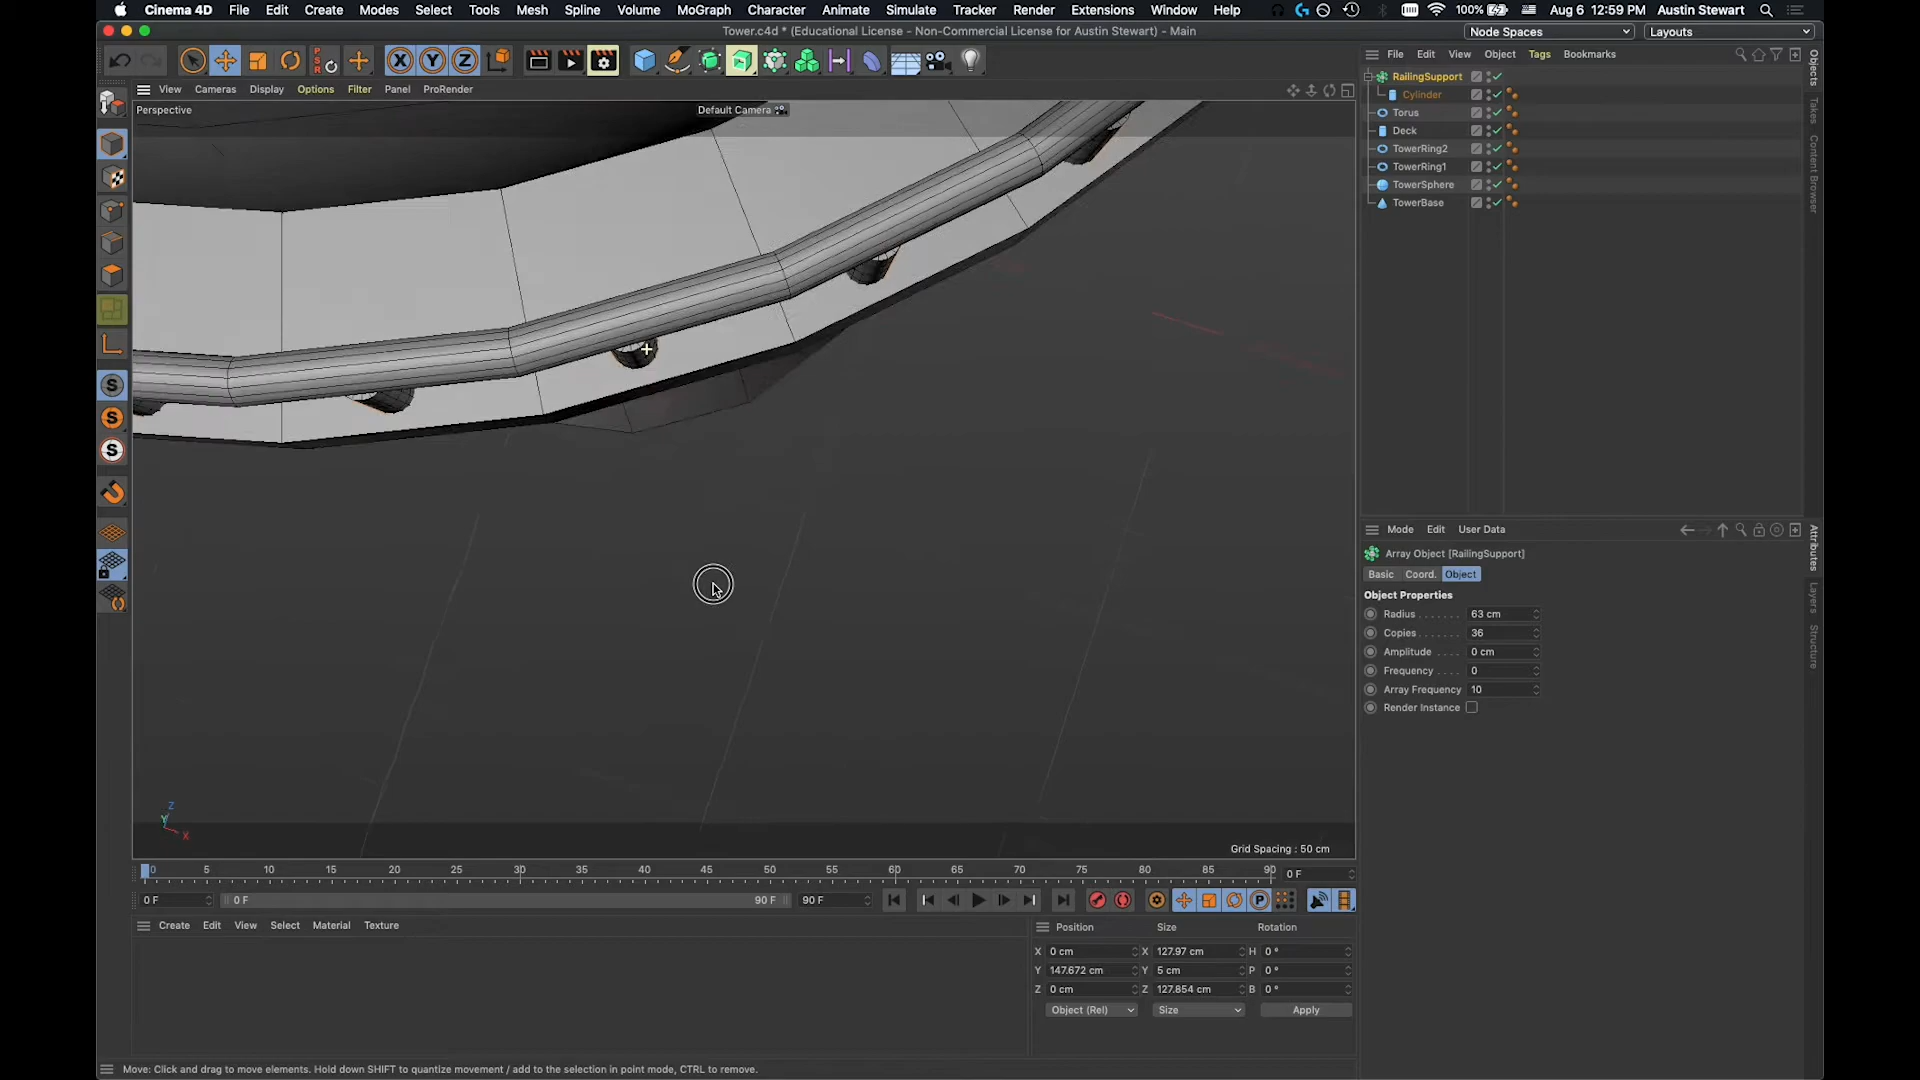 Cinema 4D File Edit Create Modes Select Tools Mesh Spline Volume MoGraph Character Animate Simulate Tracker Render Extensions Window Help 100% Aug 6 12:59 PM Austin Stewart
Tower.c4d * (Educational License - Non-Commercial License for Austin Stewart) - Main
Node Spaces Layouts
X Y Z
PSR
File Edit View Object Tags Bookmarks
View Cameras Display Options Filter Panel ProRender
Perspective
Default Camera
RailingSupport
Cylinder
Torus
Deck
TowerRing2
TowerRing1
TowerSphere
TowerBase
Objects
Takes
Content Browser
S
S
S
Mode Edit User Data
Array Object [RailingSupport]
Basic Coord. Object
Object Properties
Radius . . . . . . . 63 cm
Copies . . . . . . . 36
Amplitude . . . . 0 cm
Frequency . . . . 0
Array Frequency 10
Render Instance
Attributes
Layers
Structure
Z
Y
X
Grid Spacing : 50 cm
0 5 10 15 20 25 30 35 40 45 50 55 60 65 70 75 80 85 90 0 F
0 F 0 F 90 F 90 F P
Create Edit View Select Material Texture
Position Size Rotation
X 0 cm X 127.97 cm H 0 °
Y 147.672 cm Y 5 cm P 0 °
Z 0 cm Z 127.854 cm B 0 °
Object (Rel) Size Apply
Move: Click and drag to move elements. Hold down SHIFT to quantize movement / add to the selection in point mode, CTRL to remove.